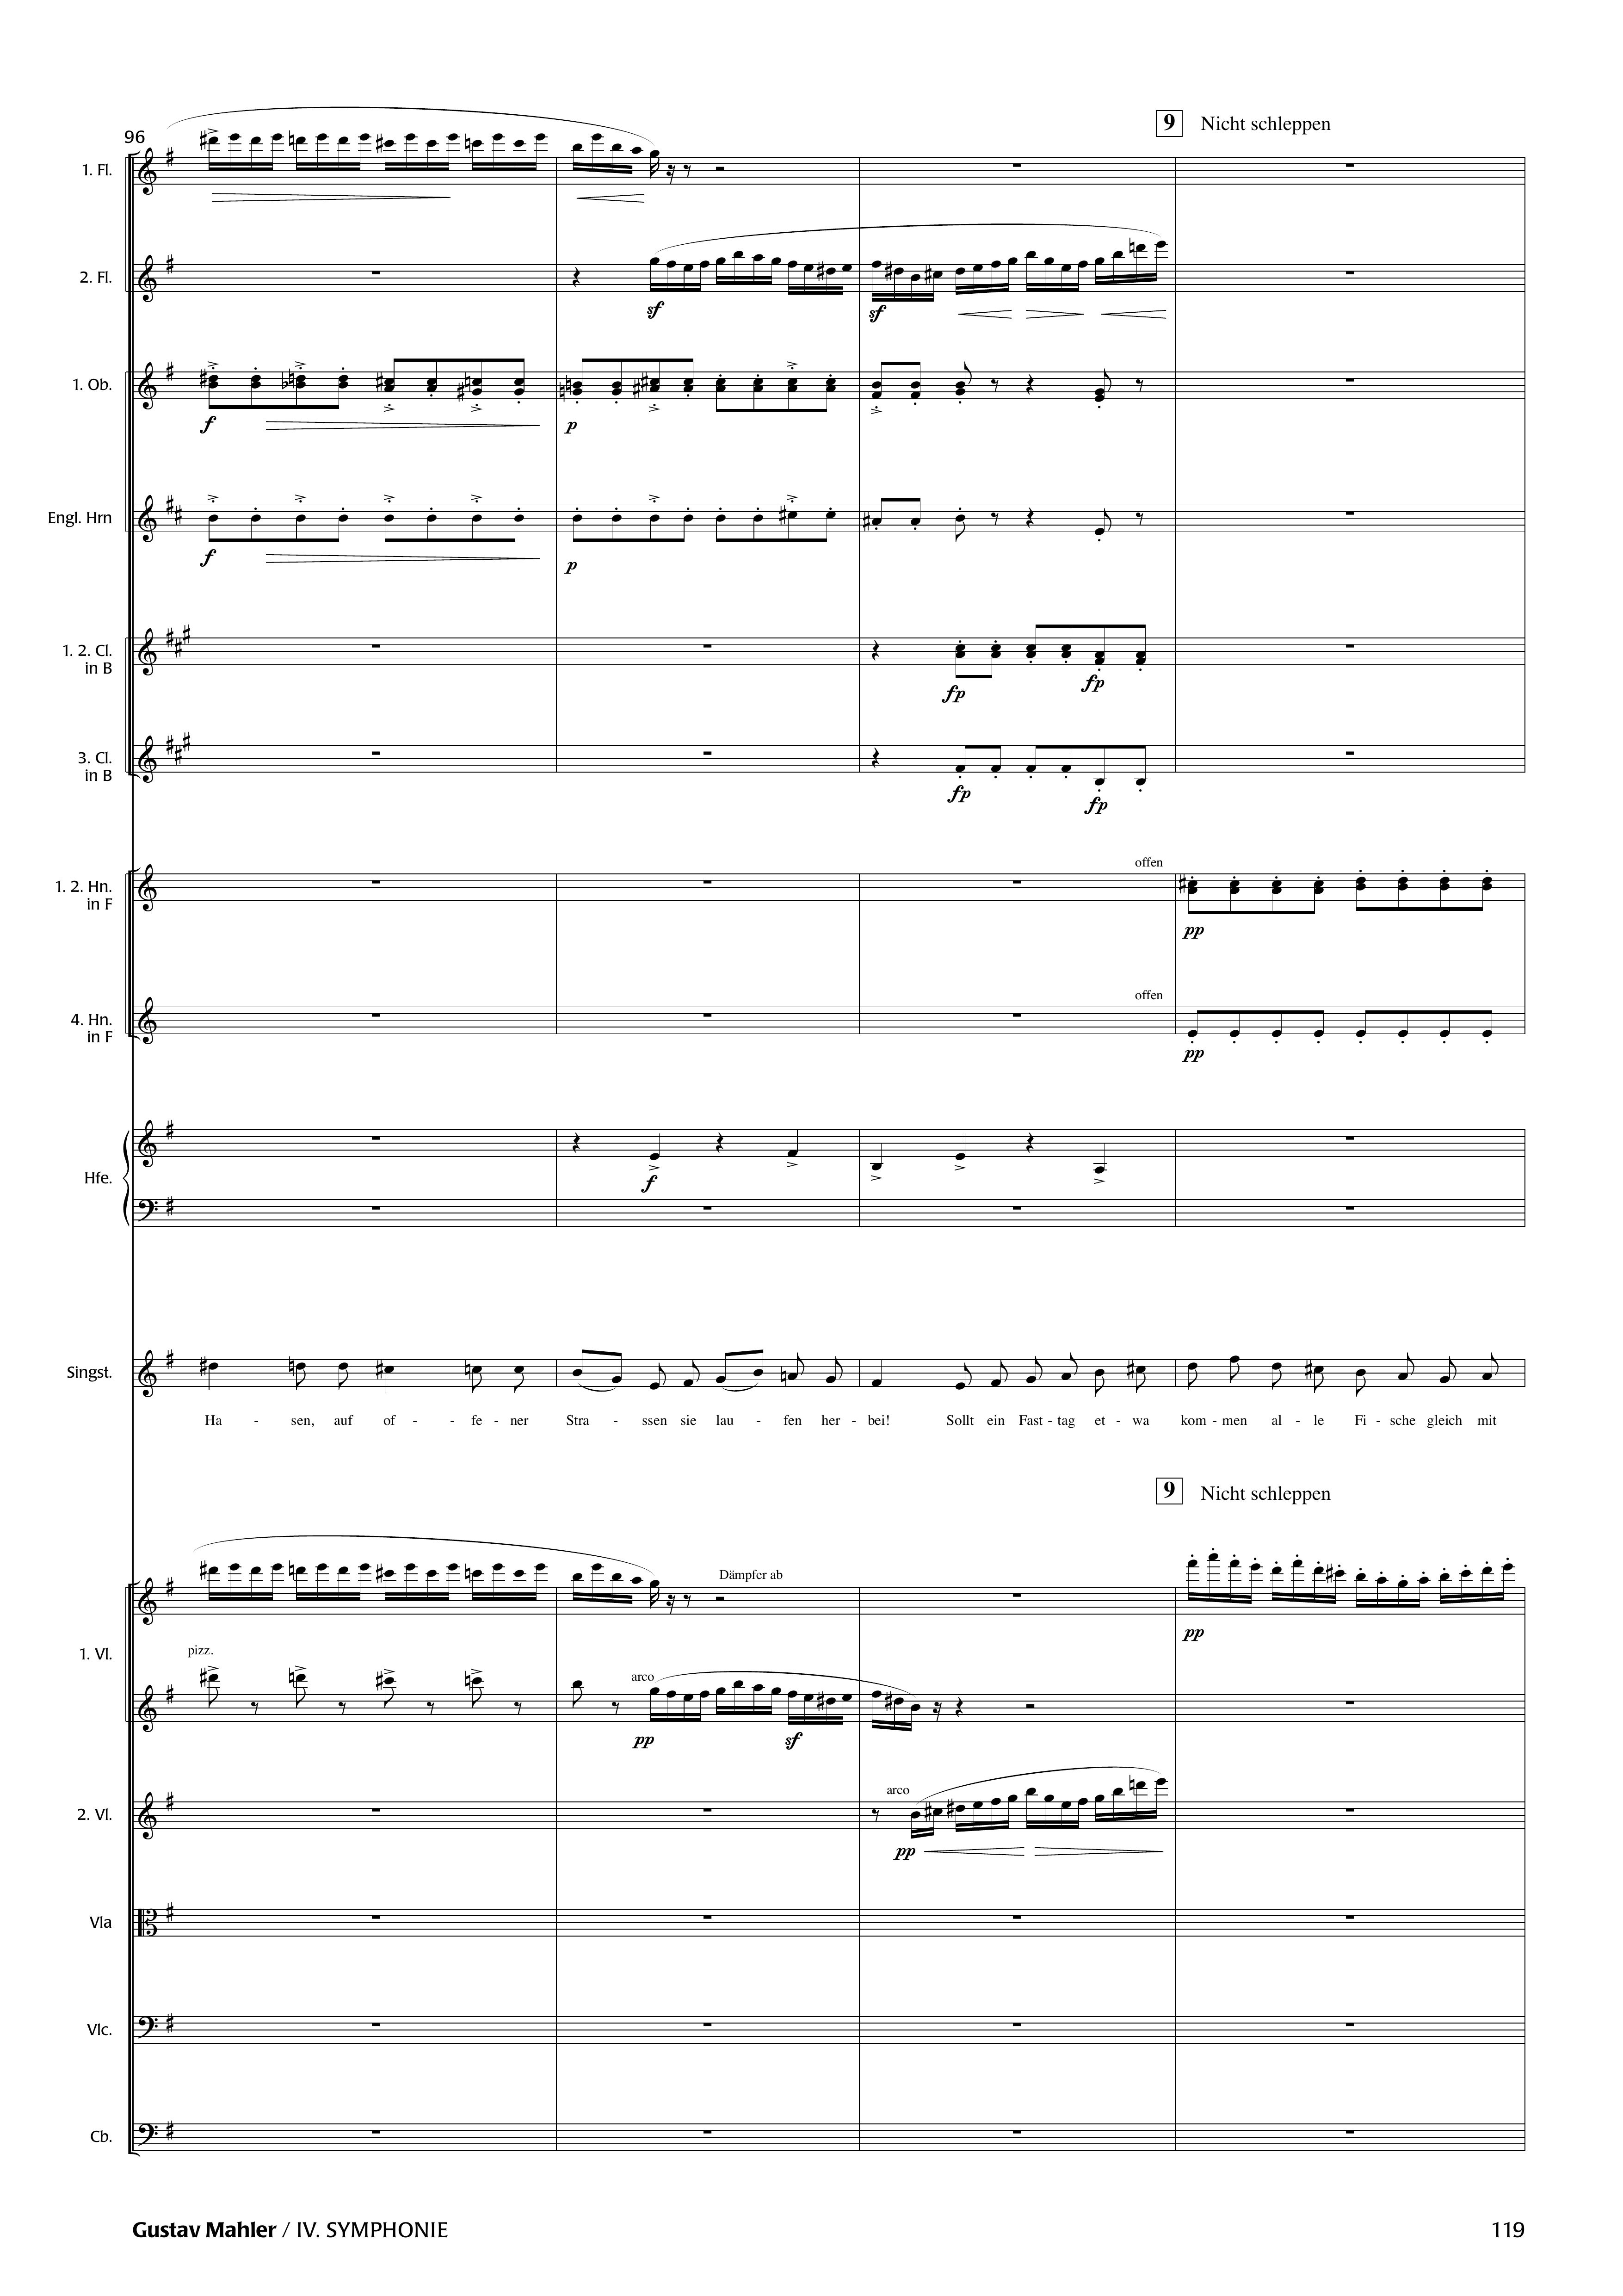 9 Nicht schleppen
96
1. Fl.
2. Fl.
sf sf
1. Ob.
f p
Engl. Hrn
f p
1. 2. Cl.
in B
fp fp
3. Cl.
in B
fp fp
offen
1. 2. Hn.
in F
pp
offen
4. Hn.
in F
pp
Hfe.
f
Singst.
Ha - sen, auf of - - fe - ner Stra - ssen sie lau - fen her - bei! Sollt ein Fast - tag et - wa kom - men al - le Fi - sche gleich mit
9 Nicht schleppen
Dämpfer ab
pp
1. Vl.
pizz. arco
pp sf
arco
2. Vl.
pp
Vla
Vlc.
Cb.
Gustav Mahler / IV. SYMPHONIE 119